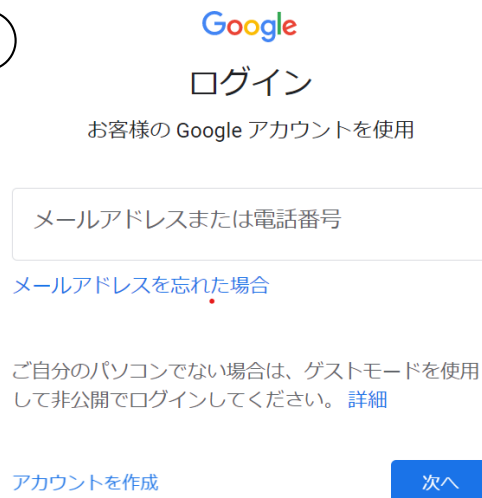 Google
ログイン
お客様の Google アカウントを使用
メールアドレスまたは電話番号
メールアドレスを忘れた場合
ご自分のパソコンでない場合は、ゲストモードを使用
して非公開でログインしてください。 詳細
アカウントを作成
次へ